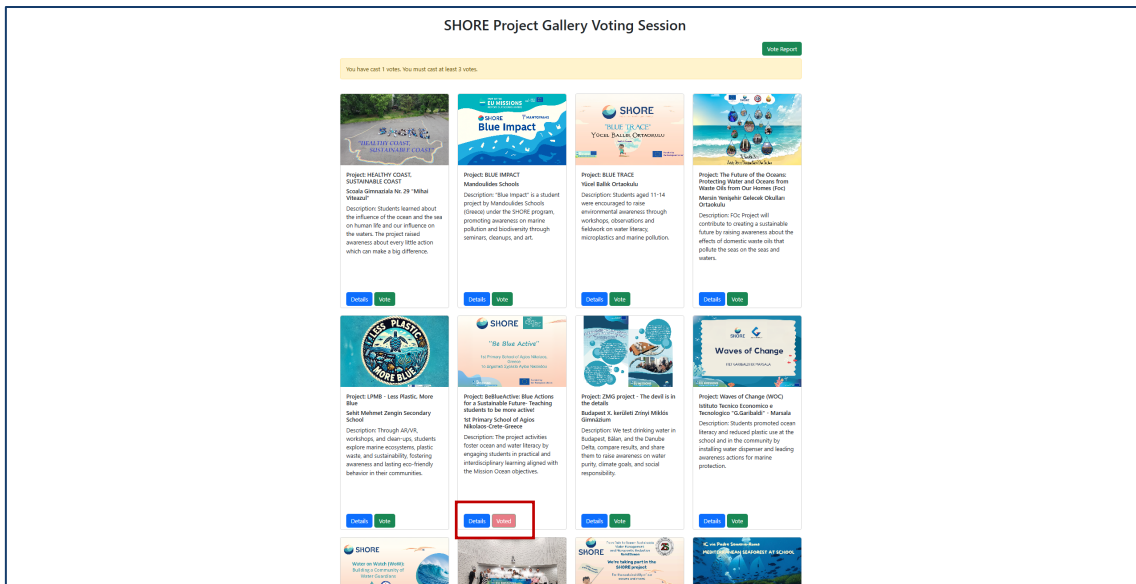 SHORE Project Gallery Voting Session
Vote Report
You have cast 1 votes. You must cast at least 3 votes.
"HEALTHY COAST,
SUSTAINABLE COAST"
Project: HEALTHY COAST,
SUSTAINABLE COAST
Scoala Gimnaziala Nr. 29 "Mihai
Viteazul"
Description: Students learned about
the influence of the ocean and the sea
on human life and our influence on
the waters. The project raised
awareness about every little action
which can make a big difference.
Details
Vote
EU MISSIONS
SHORE
Blue Impact
Project: BLUE IMPACT
Mandoulides Schools
Description: "Blue Impact" is a student
project by Mandoulides Schools
(Greece) under the SHORE program,
promoting awareness on marine
pollution and biodiversity through
seminars, cleanups, and art.
Details
Vote
SHORE
"BLUE TRACE"
YÜCEL BALLIK ORTAOKULU
Project: BLUE TRACE
Yücel Ballık Ortaokulu
Description: Students aged 11-14
were encouraged to raise
environmental awareness through
workshops, observations and
fieldwork on water literacy,
microplastics and marine pollution.
Details
Vote
Project: The Future of the Oceans:
Protecting Water and Oceans from
Waste Oils from Our Homes (Foc)
Mersin Yenişehir Gelecek Okulları
Ortaokulu
Description: FOc Project will
contribute to creating a sustainable
future by raising awareness about the
effects of domestic waste oils that
pollute the seas on the seas and
waters.
Details
Vote
LESS PLASTIC
MORE BLUE
Project: LPMB - Less Plastic, More
Blue
Sehit Mehmet Zengin Secondary
School
Description: Through AR/VR,
workshops, and clean-ups, students
explore marine ecosystems, plastic
waste, and sustainability, fostering
awareness and lasting eco-friendly
behavior in their communities.
Details
Vote
SHORE
"Be Blue Active"
1st Primary School of Agios Nikolaos,
Greece
Project: BeBlueActive: Blue Actions
for a Sustainable Future- Teaching
students to be more active!
1st Primary School of Agios
Nikolaos-Crete-Greece
Description: The project activities
foster ocean and water literacy by
engaging students in practical and
interdisciplinary learning aligned with
the Mission Ocean objectives.
Details
Voted
Project: ZMG project - The devil is in
the details
Budapest X. kerületi Zrínyi Miklós
Gimnázium
Description: We test drinking water in
Budapest, Bălan, and the Danube
Delta, compare results, and share
them to raise awareness on water
purity, climate goals, and social
responsibility.
Details
Vote
SHORE
Waves of Change
Project: Waves of Change (WOC)
Istituto Tecnico Economico e
Tecnologico "G.Garibaldi" - Marsala
Description: Students promoted ocean
literacy and reduced plastic use at the
school and in the community by
installing water dispenser and leading
awareness actions for marine
protection.
Details
Vote
SHORE
Water on Watch (WoW):
Building a Community of
Water Guardians
SHORE
We're taking part in the
SHORE project
MEDITERRANEAN SEAFOREST AT SCHOOL